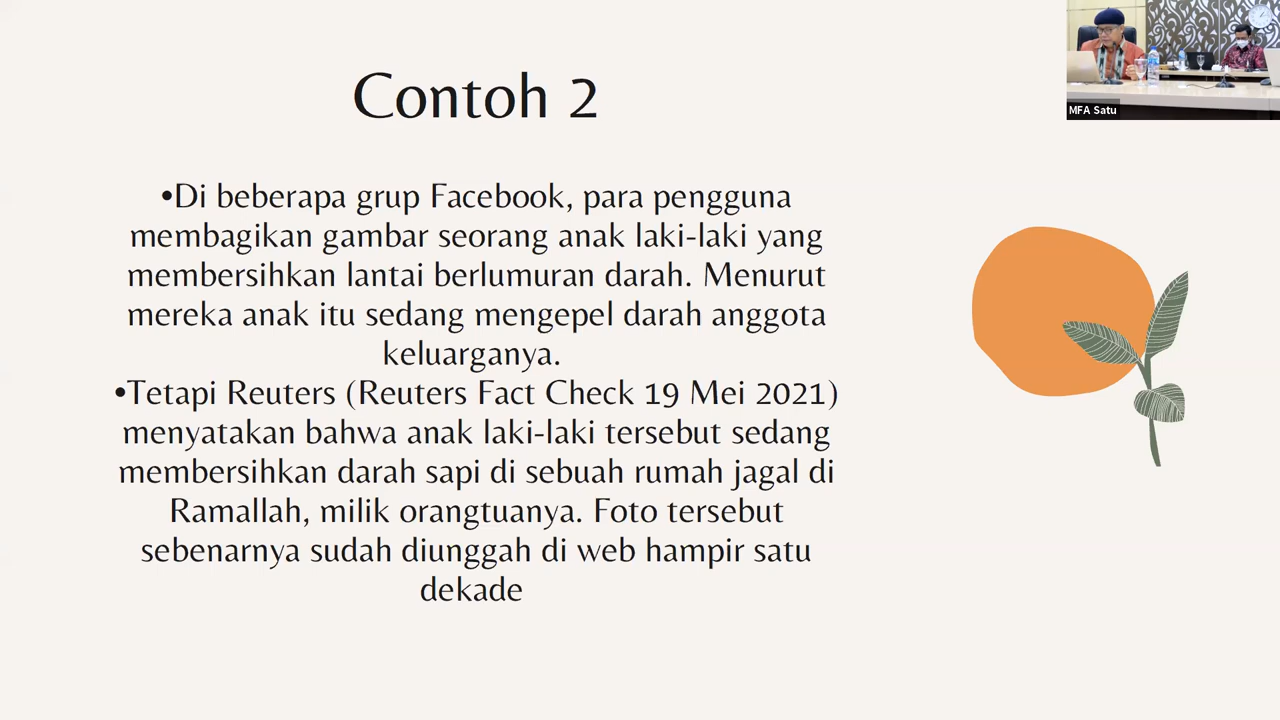 Contoh 2
•Di beberapa grup Facebook, para pengguna
membagikan gambar seorang anak laki-laki yang
membersihkan lantai berlumuran darah. Menurut
mereka anak itu sedang mengepel darah anggota
keluarganya.
•Tetapi Reuters (Reuters Fact Check 19 Mei 2021)
menyatakan bahwa anak laki-laki tersebut sedang
membersihkan darah sapi di sebuah rumah jagal di
Ramallah, milik orangtuanya. Foto tersebut
sebenarnya sudah diunggah di web hampir satu
dekade
MFA Satu